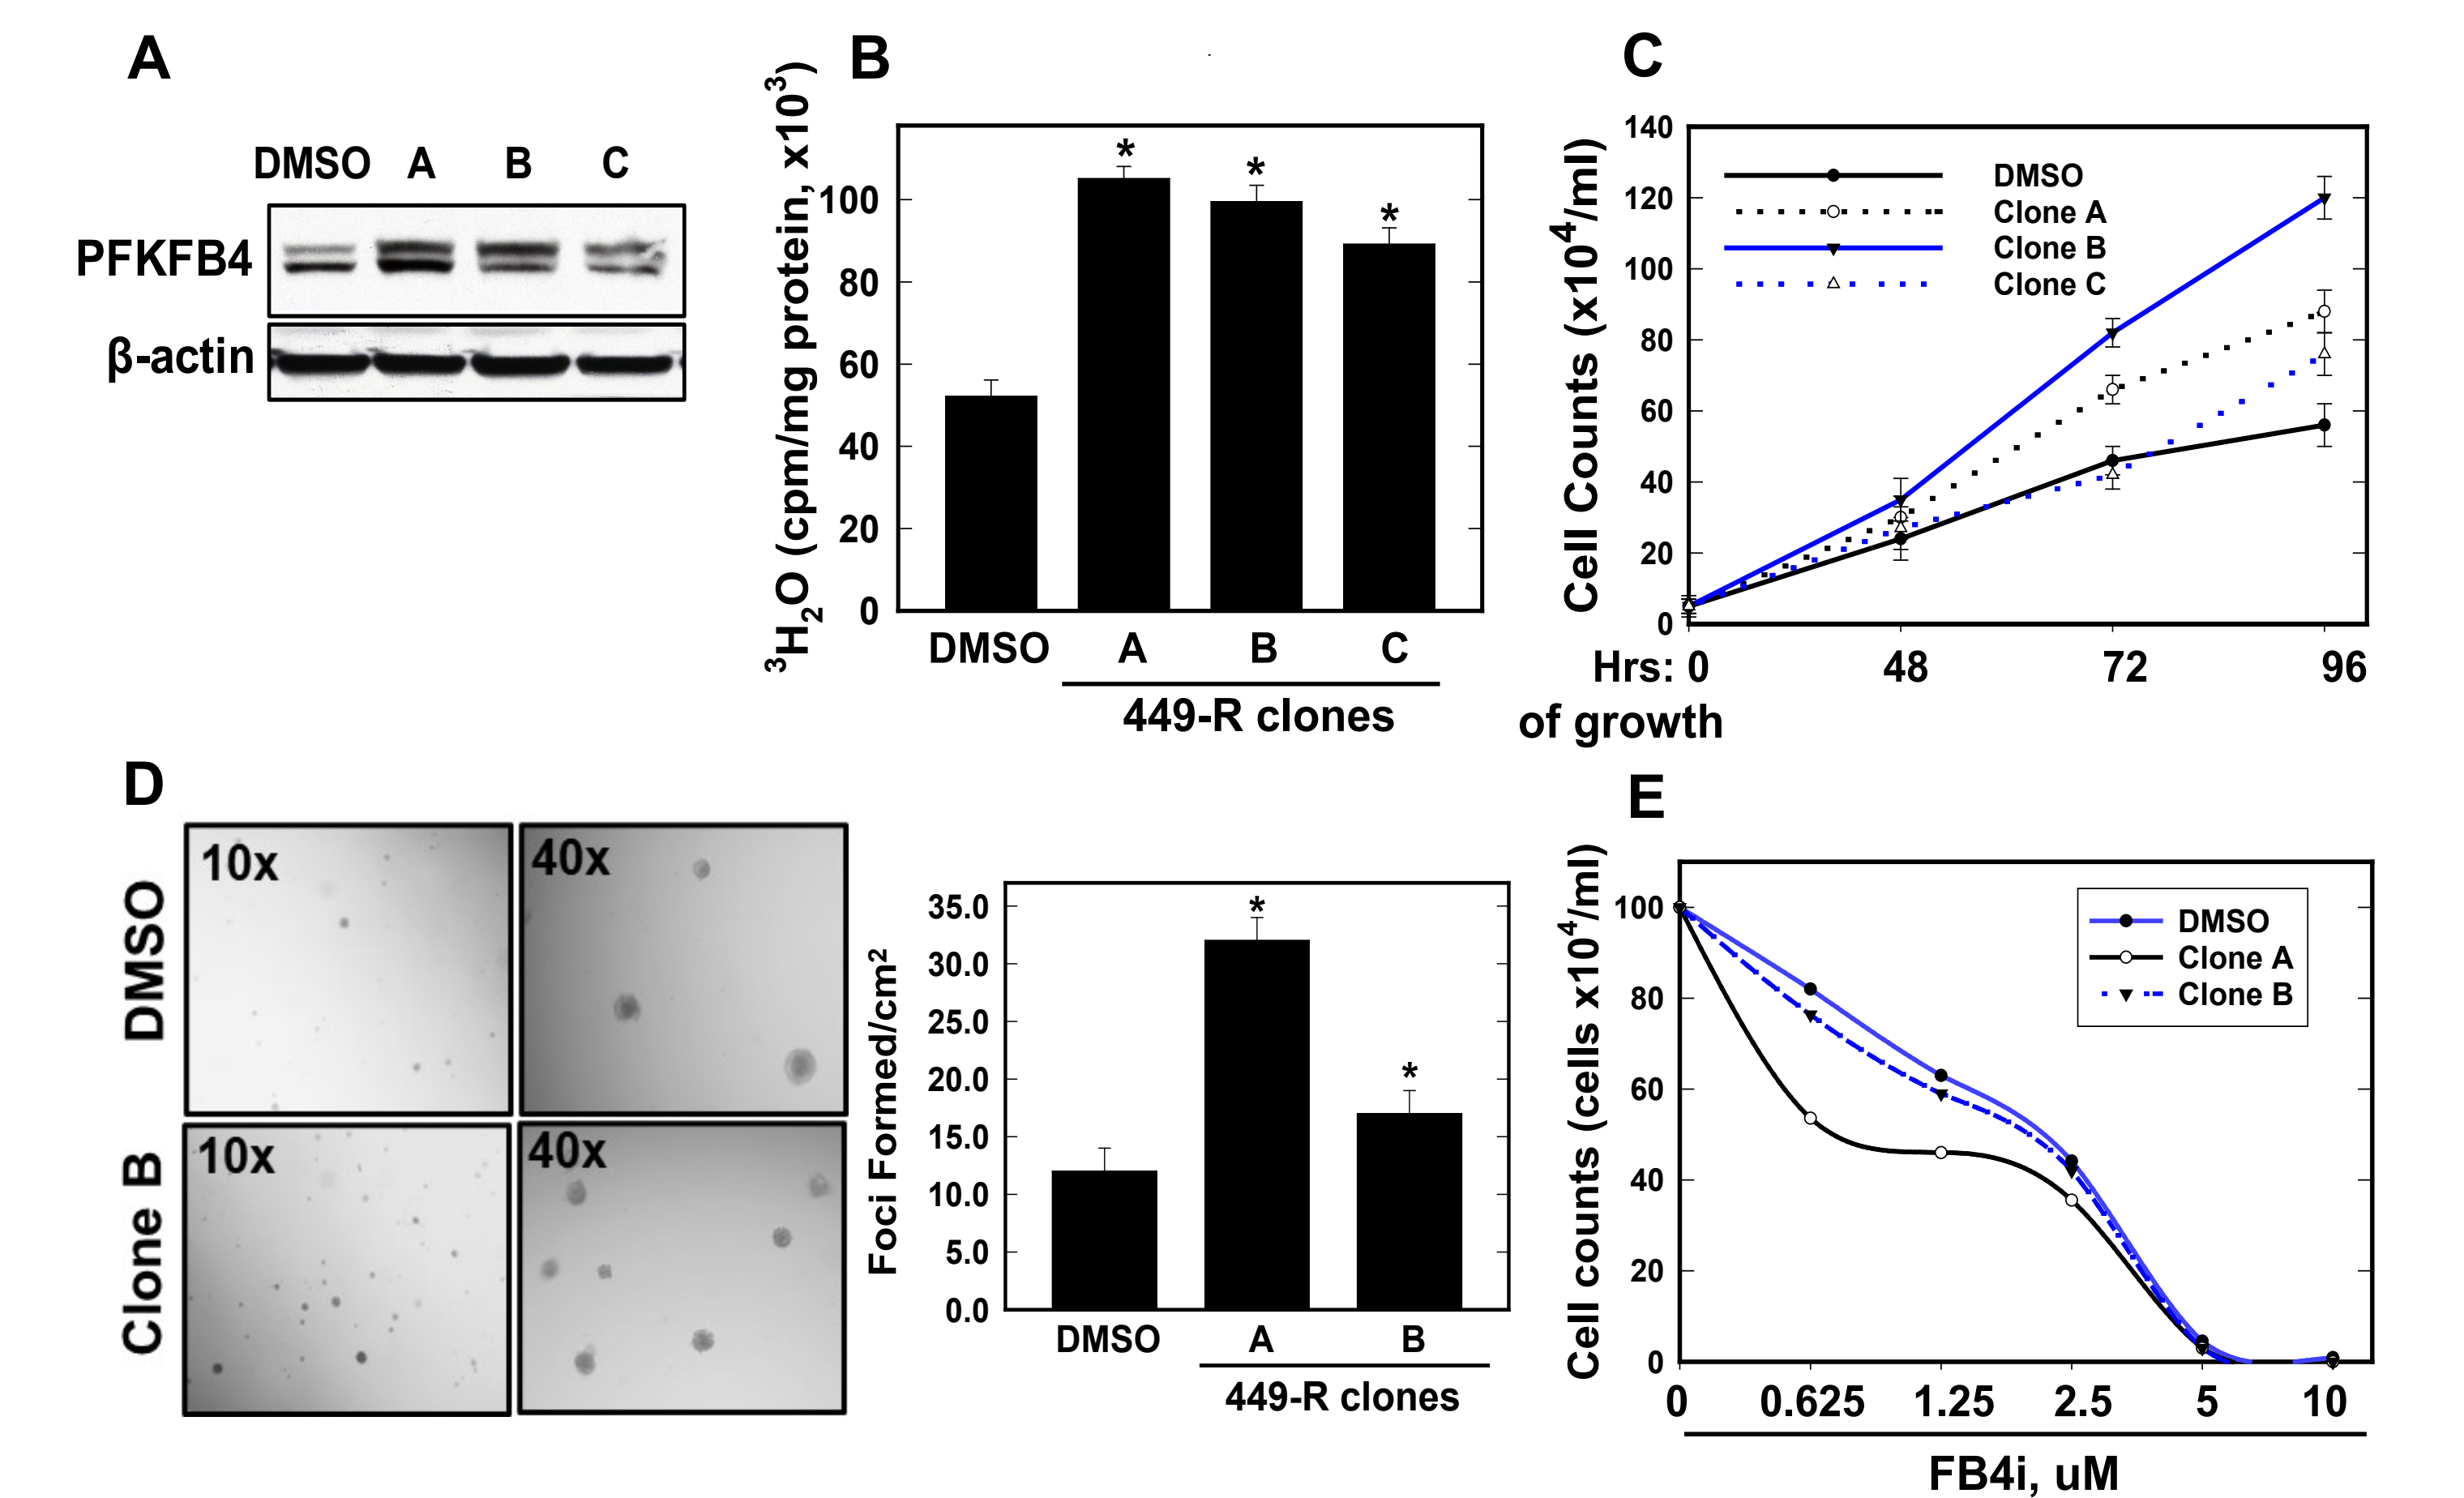 A
DMSO A B C
PFKFB4
β-actin
B
³H₂O (cpm/mg protein, x10³)
100
80
60
40
20
0
DMSO A B C
449-R clones
*
*
*
C
Cell Counts (x10⁴/ml)
140
120
100
80
60
40
20
0
DMSO
Clone A
Clone B
Clone C
Hrs: 0 48 72 96
of growth
D
DMSO
10x
40x
Clone B
10x
40x
Foci Formed/cm²
35.0
30.0
25.0
20.0
15.0
10.0
5.0
0.0
*
*
DMSO A B
449-R clones
E
Cell counts (cells x10⁴/ml)
100
80
60
40
20
0
DMSO
Clone A
Clone B
0 0.625 1.25 2.5 5 10
FB4i, uM